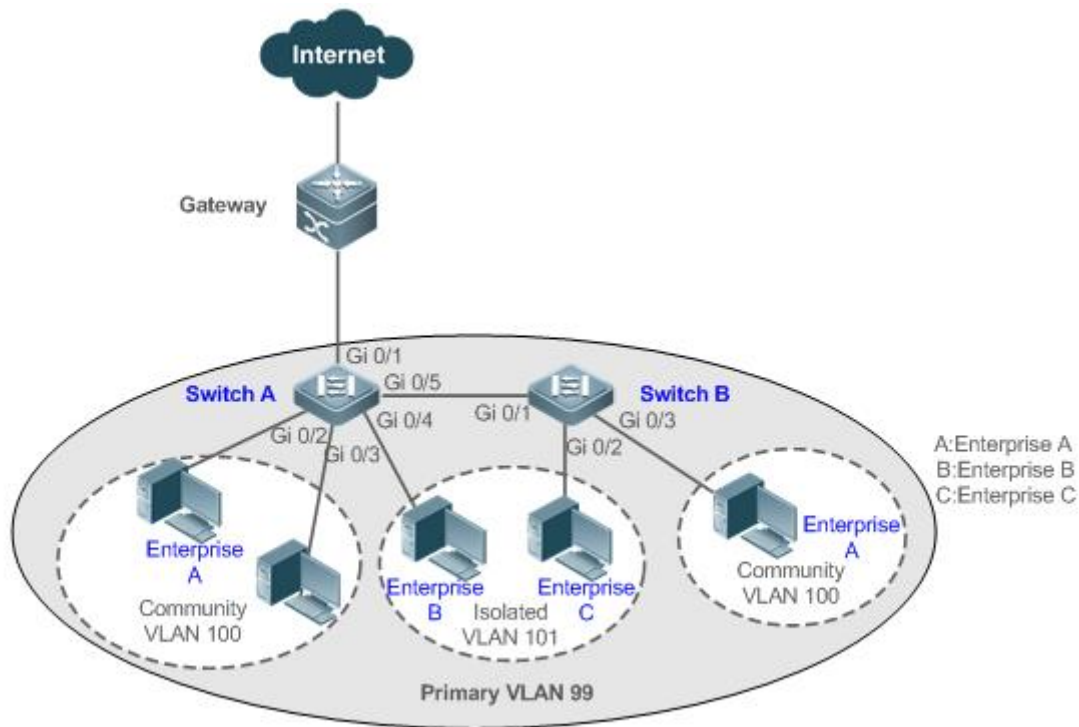 Internet
Gateway
Gi 0/1
Switch A
Gi 0/5
Switch B
Gi 0/1
Gi 0/2
Gi 0/4
Gi 0/3
Gi 0/2
Gi 0/3
A:Enterprise A
B:Enterprise B
C:Enterprise C
Enterprise
A
Community
VLAN 100
Enterprise
B
Isolated
VLAN 101
Enterprise
C
Enterprise
A
Community
VLAN 100
Primary VLAN 99